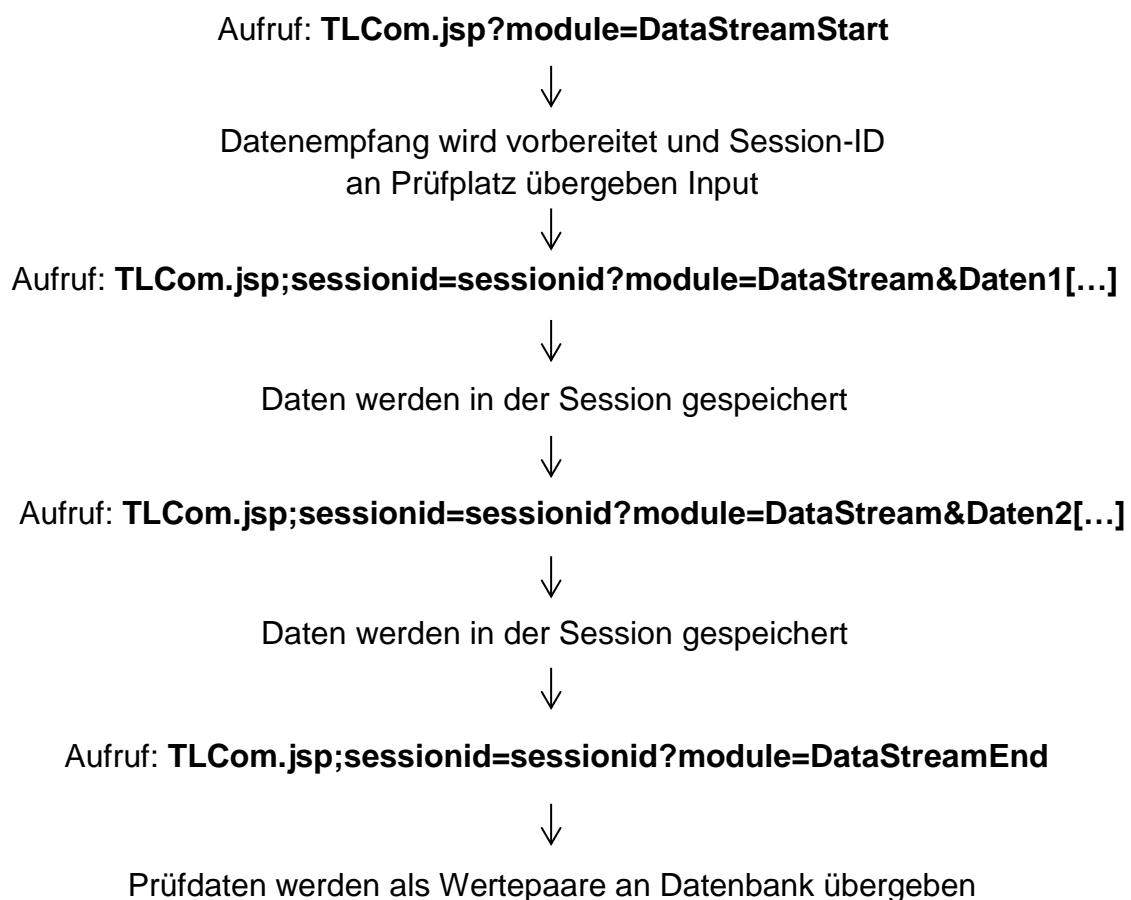 Aufruf: TLCom.jsp?module=DataStreamStart
Datenempfang wird vorbereitet und Session-ID
an Prüfplatz übergeben Input
Aufruf: TLCom.jsp;sessionid=sessionid?module=DataStream&Daten1[…]
Daten werden in der Session gespeichert
Aufruf: TLCom.jsp;sessionid=sessionid?module=DataStream&Daten2[…]
Daten werden in der Session gespeichert
Aufruf: TLCom.jsp;sessionid=sessionid?module=DataStreamEnd
Prüfdaten werden als Wertepaare an Datenbank übergeben